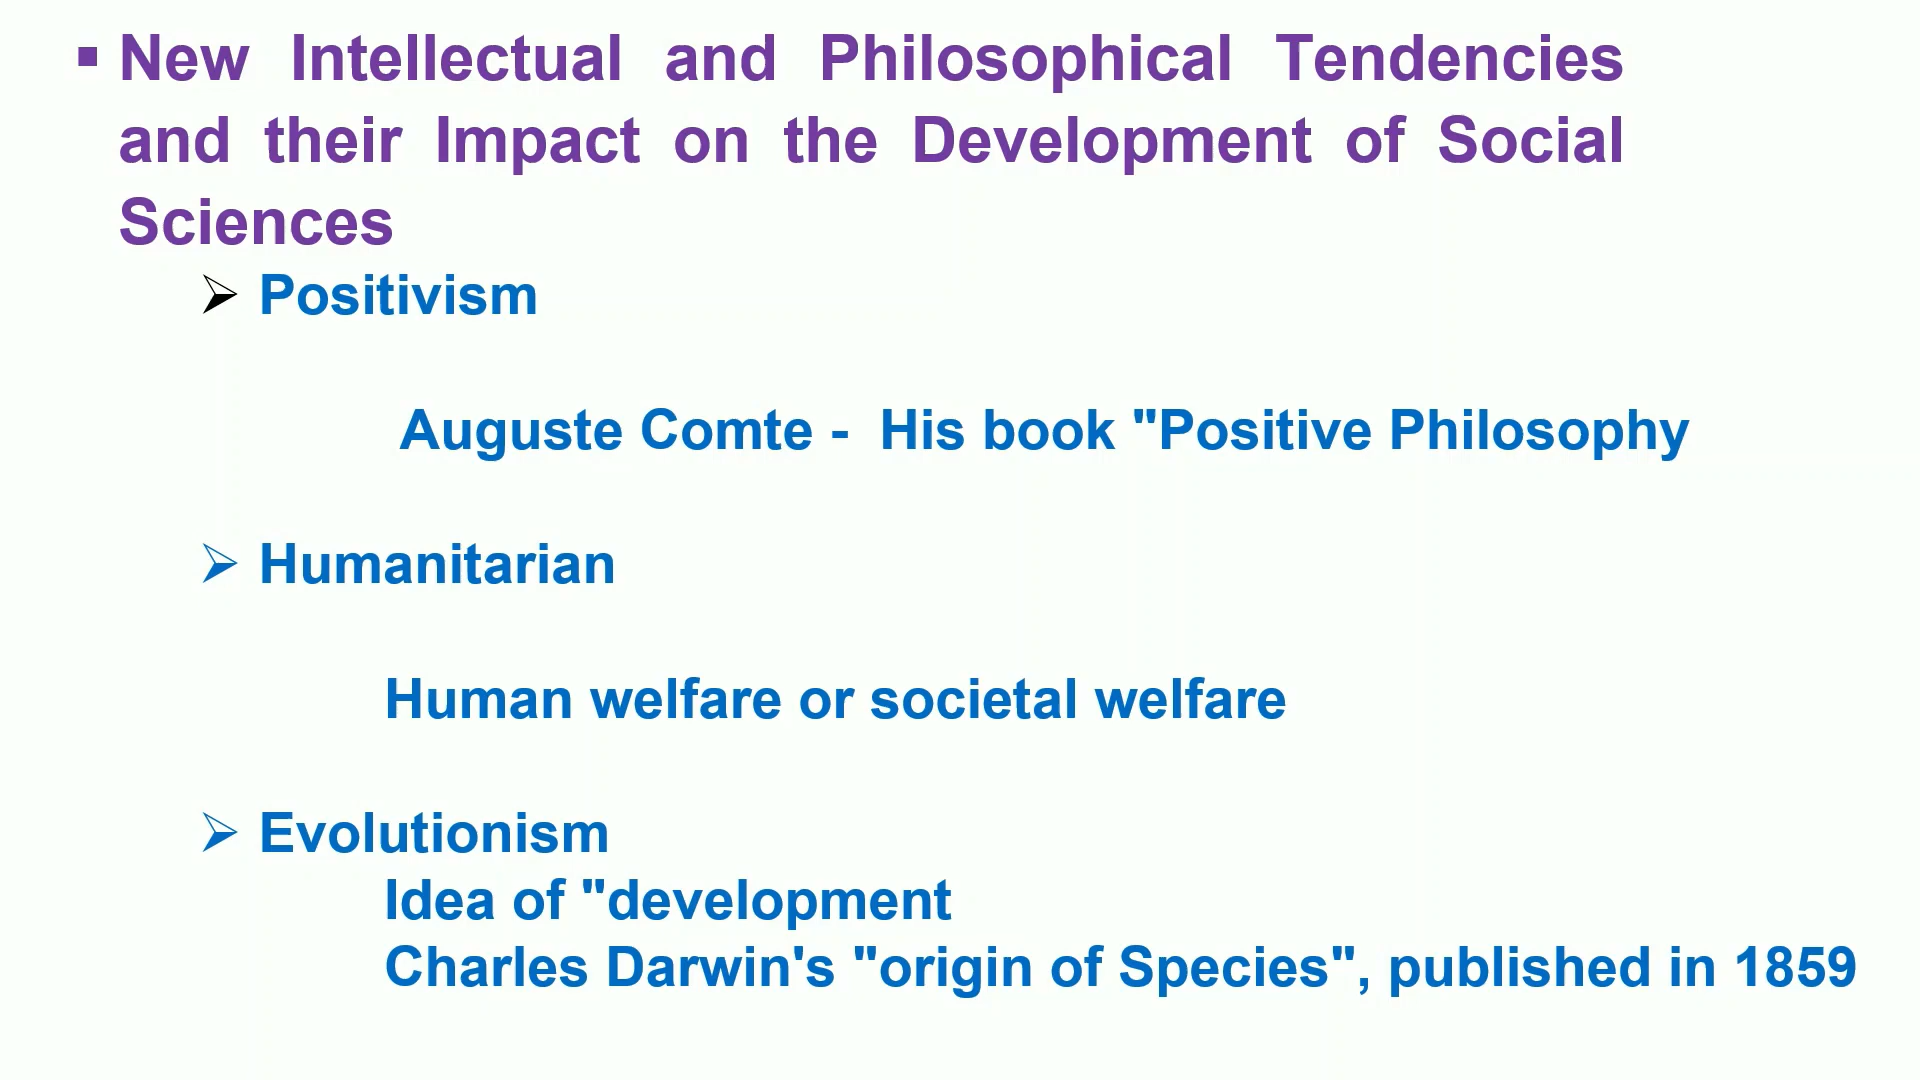 ▪ New Intellectual and Philosophical Tendencies
and their Impact on the Development of Social
Sciences
➢ Positivism
Auguste Comte - His book "Positive Philosophy
➢ Humanitarian
Human welfare or societal welfare
➢ Evolutionism
Idea of "development
Charles Darwin's "origin of Species", published in 1859